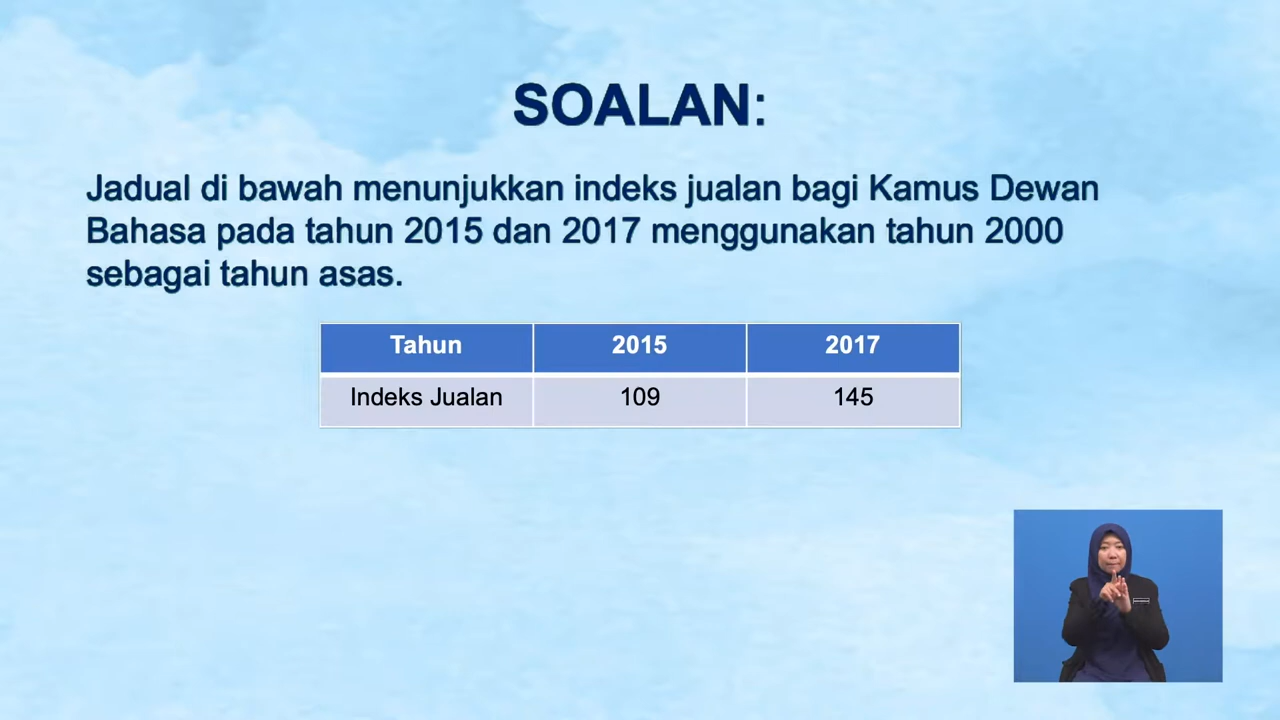 SOALAN:
Jadual di bawah menunjukkan indeks jualan bagi Kamus Dewan
Bahasa pada tahun 2015 dan 2017 menggunakan tahun 2000
sebagai tahun asas.
Tahun 2015 2017
Indeks Jualan 109 145